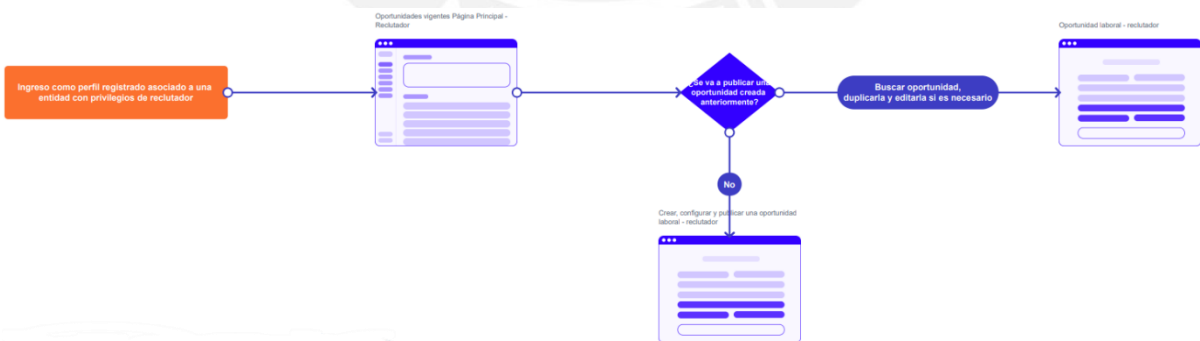 Oportunidades vigentes Página Principal -
Reclutador
Oportunidad laboral - reclutador
Ingreso como perfil registrado asociado a una
entidad con privilegios de reclutador
¿Se va a publicar una
oportunidad creada
anteriormente?
Buscar oportunidad,
duplicarla y editarla si es necesario
No
Crear, configurar y publicar una oportunidad
laboral - reclutador